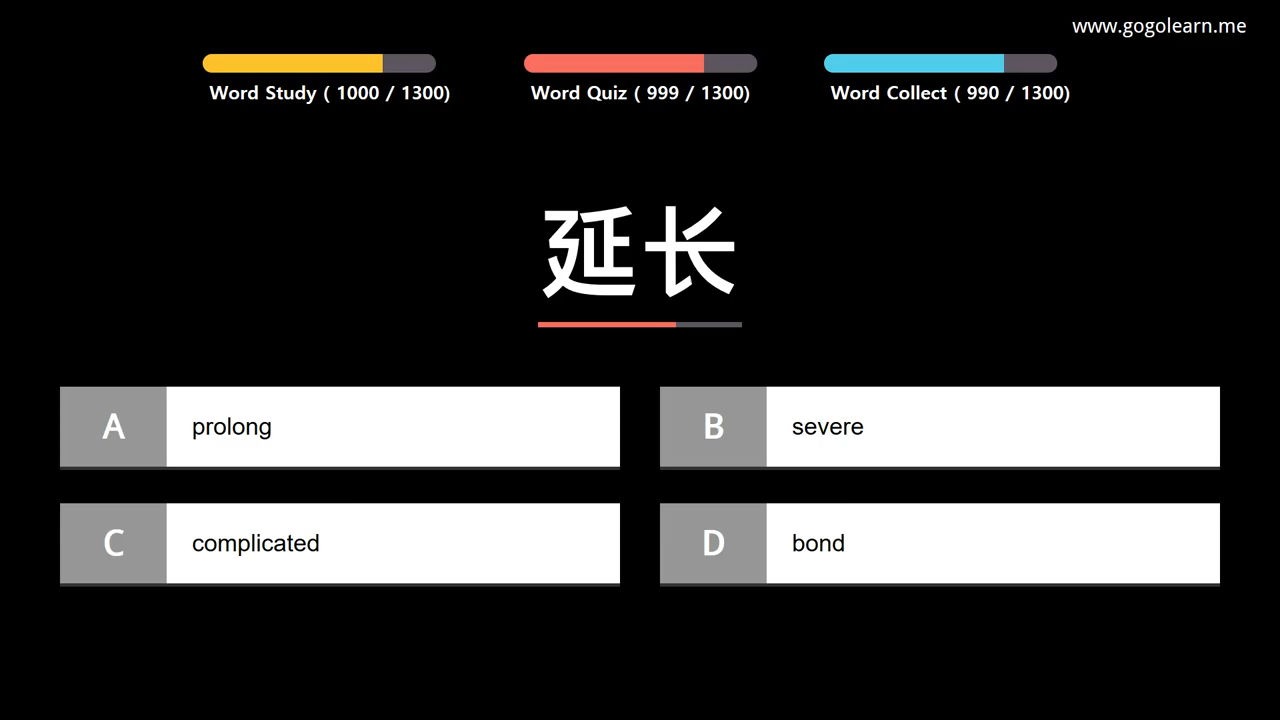 www.gogolearn.me
Word Study ( 1000 / 1300)
Word Quiz ( 999 / 1300)
Word Collect ( 990 / 1300)
延长
A
prolong
B
severe
C
complicated
D
bond